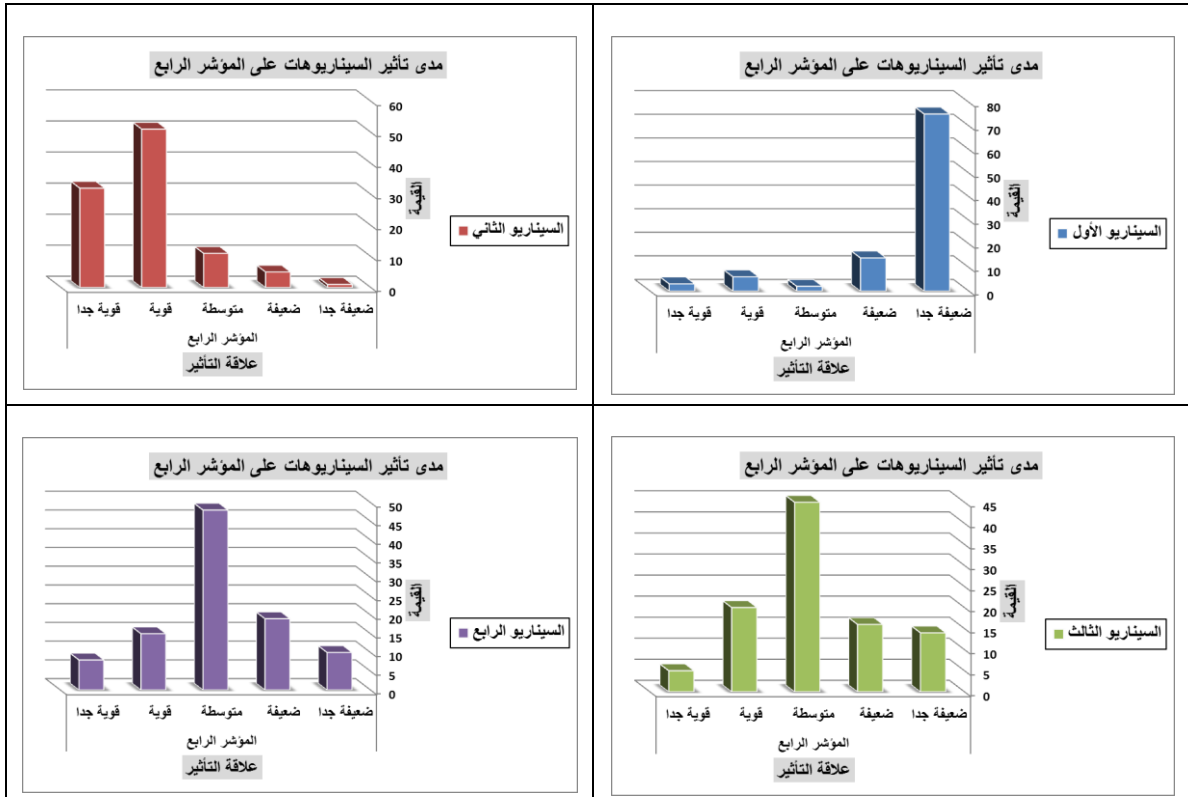 مدى تأثير السيناريوهات على المؤشر الرابع
80
70
60
50
40
30
20
10
0
القيمة
السيناريو الأول
ضعيفة جدا ضعيفة متوسطة قوية قوية جدا
المؤشر الرابع
علاقة التأثير
مدى تأثير السيناريوهات على المؤشر الرابع
60
50
40
30
20
10
0
القيمة
السيناريو الثاني
ضعيفة جدا ضعيفة متوسطة قوية قوية جدا
المؤشر الرابع
علاقة التأثير
مدى تأثير السيناريوهات على المؤشر الرابع
45
40
35
30
25
20
15
10
5
0
القيمة
السيناريو الثالث
ضعيفة جدا ضعيفة متوسطة قوية قوية جدا
المؤشر الرابع
علاقة التأثير
مدى تأثير السيناريوهات على المؤشر الرابع
50
45
40
35
30
25
20
15
10
5
0
القيمة
السيناريو الرابع
ضعيفة جدا ضعيفة متوسطة قوية قوية جدا
المؤشر الرابع
علاقة التأثير